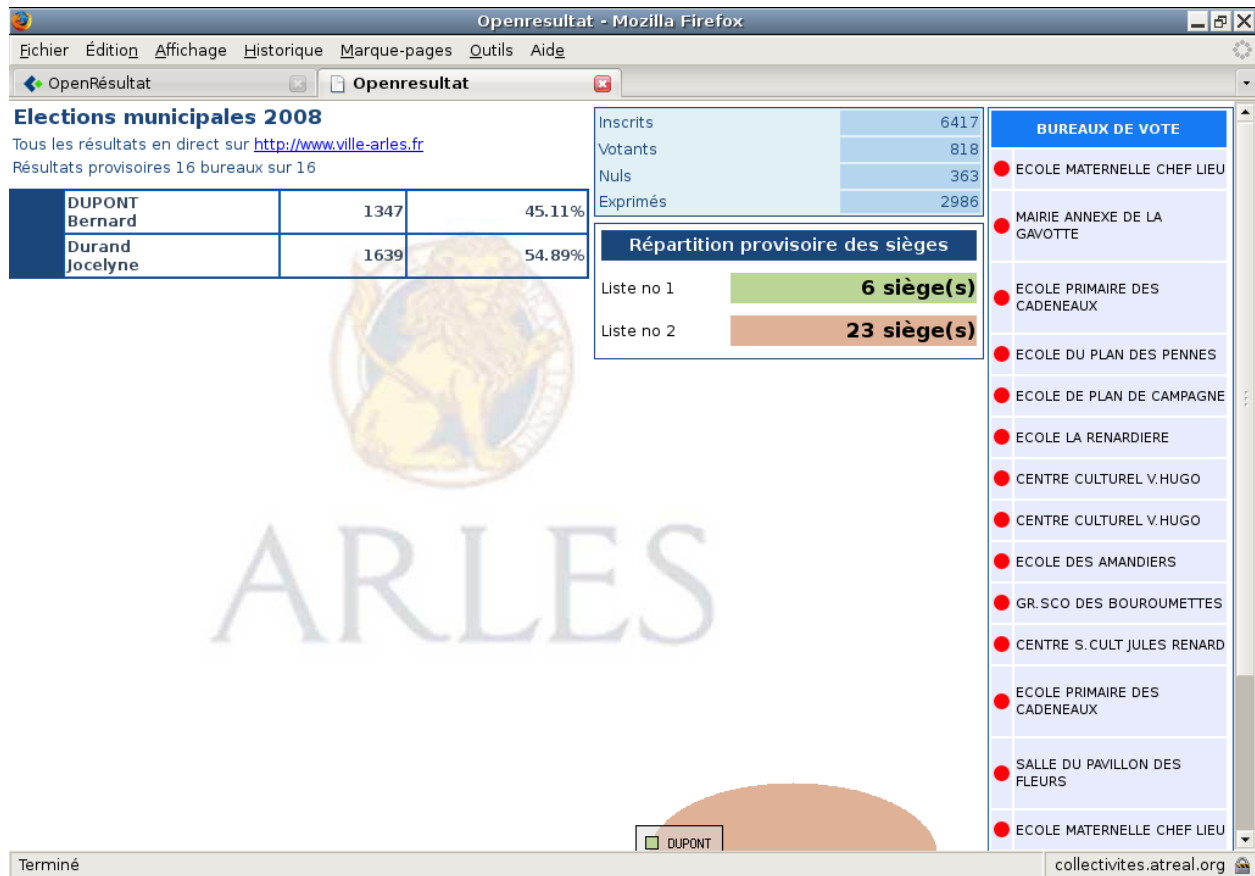 Openresultat - Mozilla Firefox
Fichier Édition Affichage Historique Marque-pages Outils Aide
OpenRésultat Openresultat
Elections municipales 2008
Tous les résultats en direct sur http://www.ville-arles.fr
Résultats provisoires 16 bureaux sur 16
DUPONT
Bernard
1347 45.11%
Durand
Jocelyne
1639 54.89%
Inscrits 6417
Votants 818
Nuls 363
Exprimés 2986
Répartition provisoire des sièges
Liste no 1 6 siège(s)
Liste no 2 23 siège(s)
ARLES
DUPONT
BUREAUX DE VOTE
ECOLE MATERNELLE CHEF LIEU
MAIRIE ANNEXE DE LA
GAVOTTE
ECOLE PRIMAIRE DES
CADENEAUX
ECOLE DU PLAN DES PENNES
ECOLE DE PLAN DE CAMPAGNE
ECOLE LA RENARDIERE
CENTRE CULTUREL V.HUGO
CENTRE CULTUREL V.HUGO
ECOLE DES AMANDIERS
GR.SCO DES BOUROUMETTES
CENTRE S.CULT JULES RENARD
ECOLE PRIMAIRE DES
CADENEAUX
SALLE DU PAVILLON DES
FLEURS
ECOLE MATERNELLE CHEF LIEU
Terminé collectivites.atreal.org